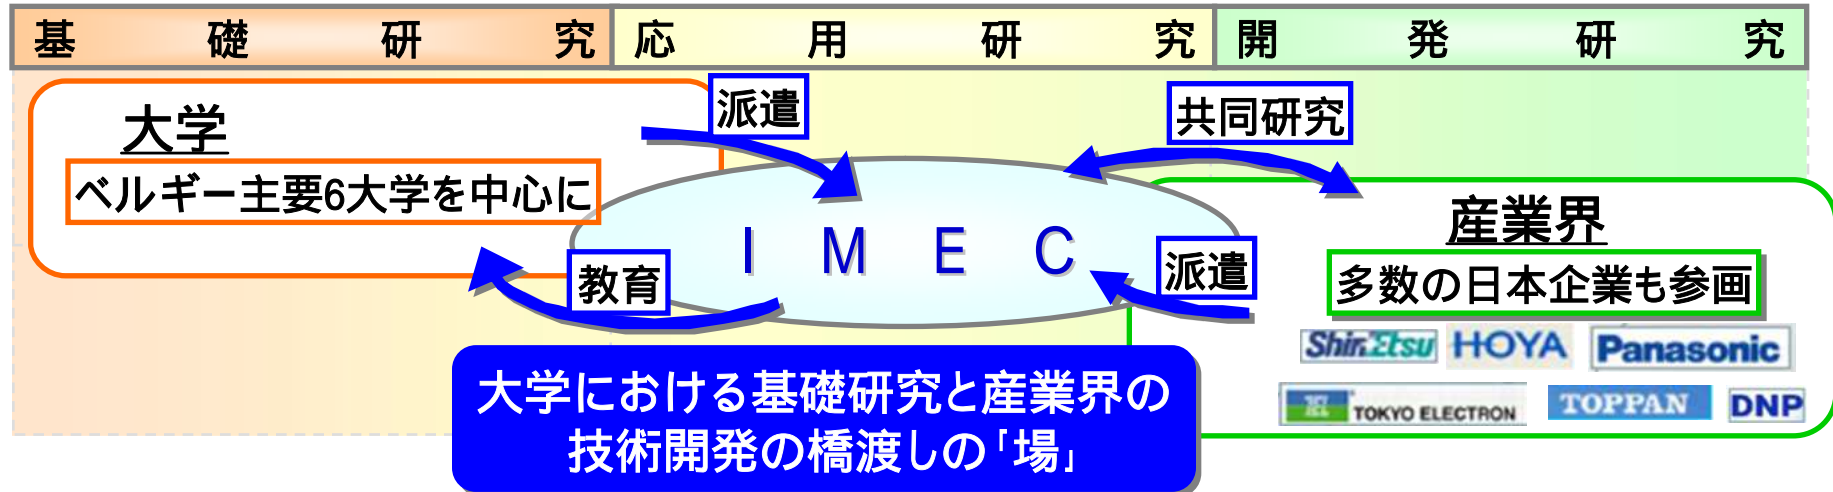 基礎研究 応用研究 開発研究
大学
ベルギー主要6大学を中心に
派遣
共同研究
IMEC
教育
派遣
産業界
多数の日本企業も参画
ShinEtsu HOYA Panasonic
TEL TOKYO ELECTRON TOPPAN DNP
大学における基礎研究と産業界の
技術開発の橋渡しの「場」